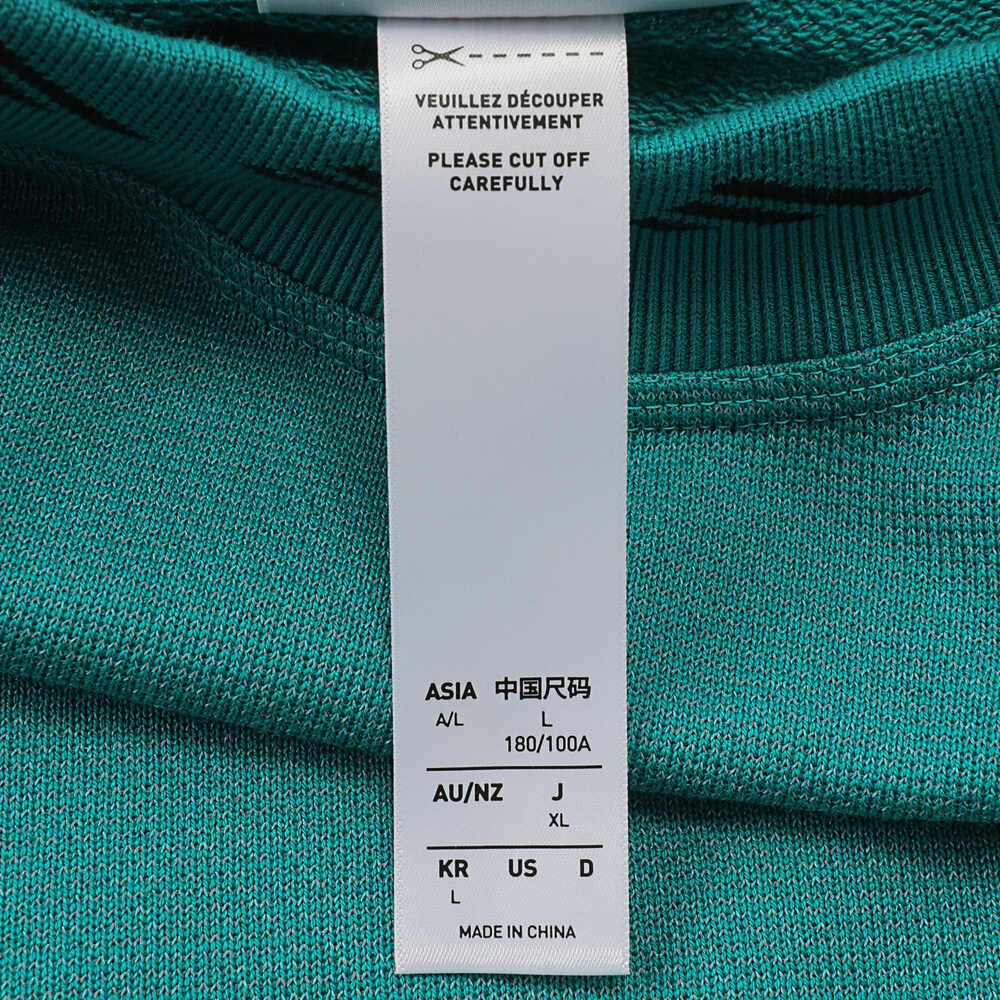 VEUILLEZ DÉCOUPER
ATTENTIVEMENT
PLEASE CUT OFF
CAREFULLY
ASIA 中国尺码
A/L L
180/100A
AU/NZ J
XL
KR US D
L
MADE IN CHINA